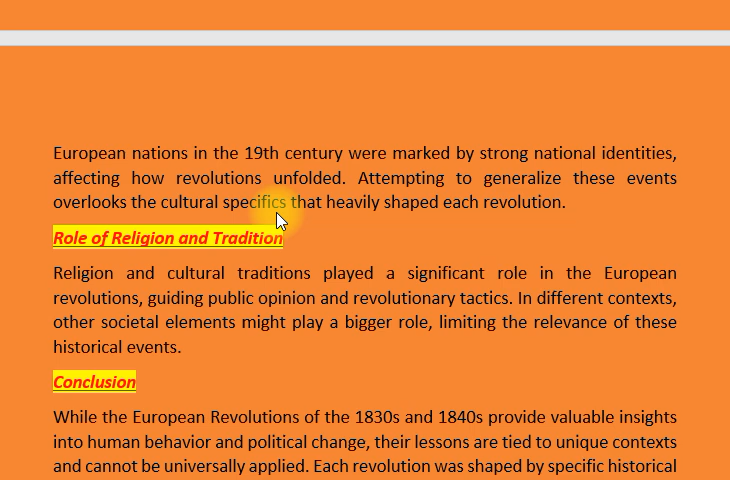 European nations in the 19th century were marked by strong national identities,
affecting how revolutions unfolded. Attempting to generalize these events
overlooks the cultural specifics that heavily shaped each revolution.
Role of Religion and Tradition
Religion and cultural traditions played a significant role in the European
revolutions, guiding public opinion and revolutionary tactics. In different contexts,
other societal elements might play a bigger role, limiting the relevance of these
historical events.
Conclusion
While the European Revolutions of the 1830s and 1840s provide valuable insights
into human behavior and political change, their lessons are tied to unique contexts
and cannot be universally applied. Each revolution was shaped by specific historical